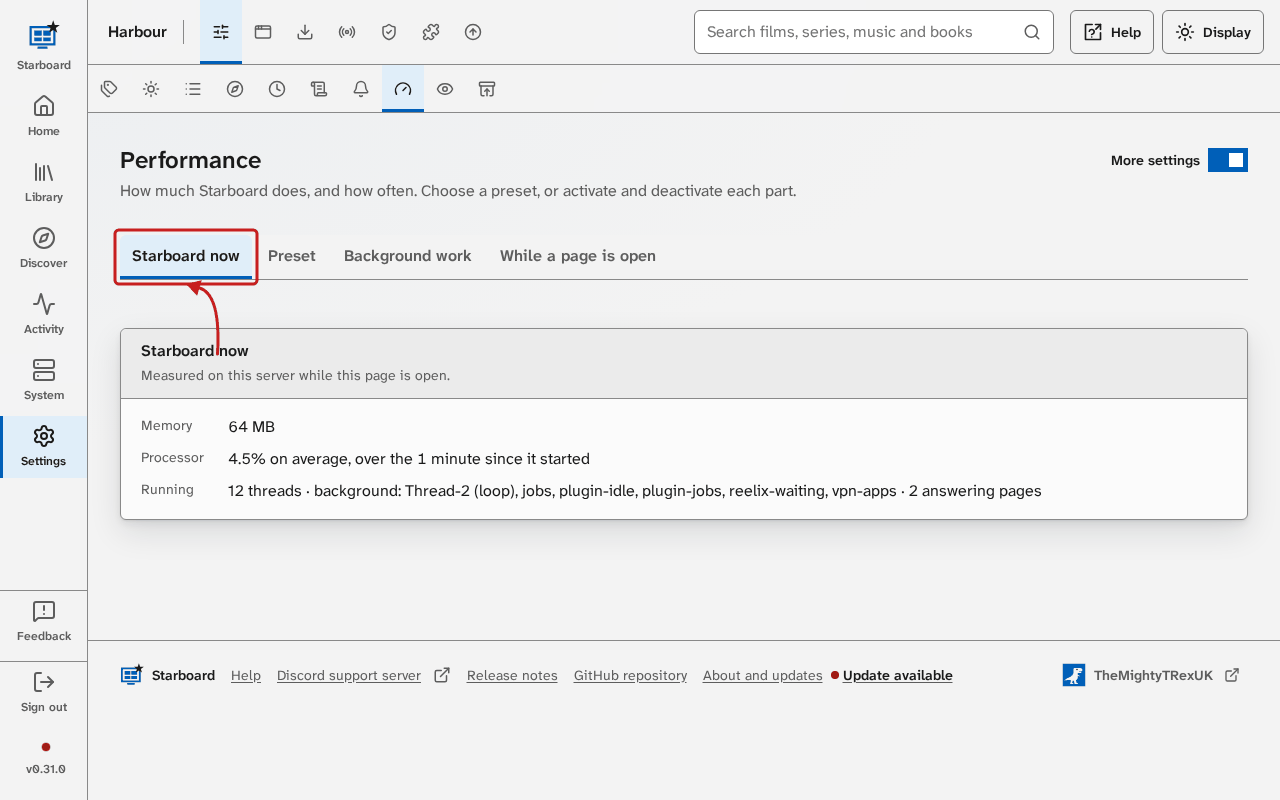 Starboard
Harbour
Search films, series, music and books
Help
Display
Home
Library
Discover
Activity
System
Settings
Feedback
Sign out
v0.31.0
Performance
More settings
How much Starboard does, and how often. Choose a preset, or activate and deactivate each part.
Starboard now
Preset
Background work
While a page is open
Starboard now
Measured on this server while this page is open.
Memory 64 MB
Processor 4.5% on average, over the 1 minute since it started
Running 12 threads · background: Thread-2 (loop), jobs, plugin-idle, plugin-jobs, reelix-waiting, vpn-apps · 2 answering pages
Starboard Help Discord support server Release notes GitHub repository About and updates Update available TheMightyTRexUK